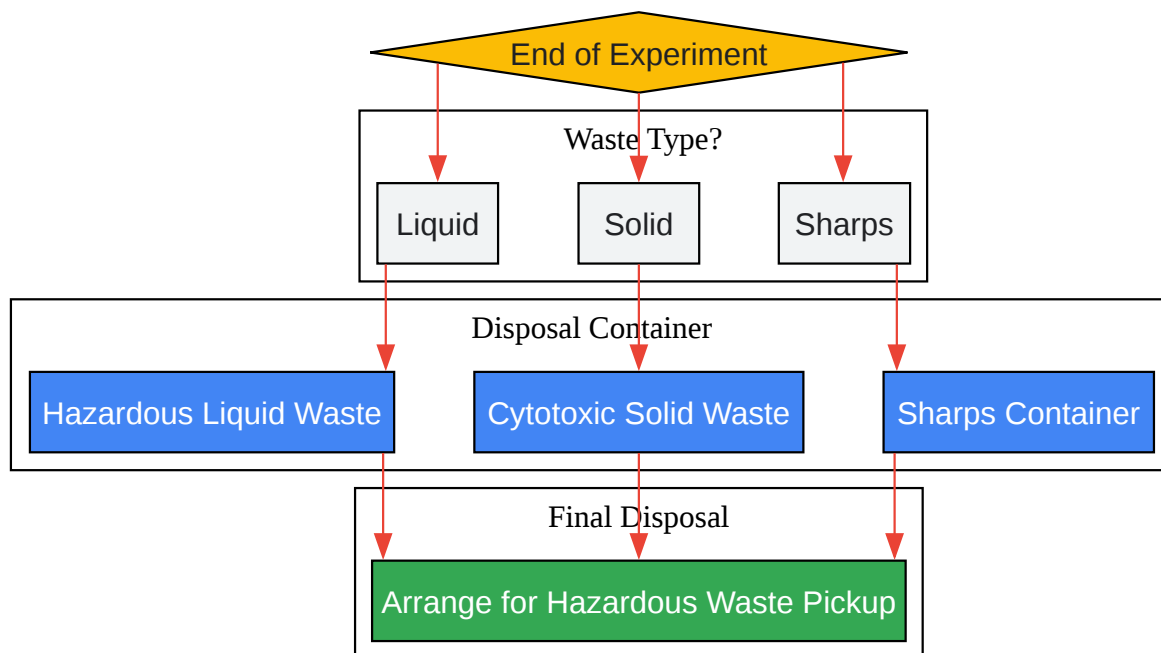 End of Experiment
Waste Type?
Liquid
Solid
Sharps
Disposal Container
Hazardous Liquid Waste
Cytotoxic Solid Waste
Sharps Container
Final Disposal
Arrange for Hazardous Waste Pickup